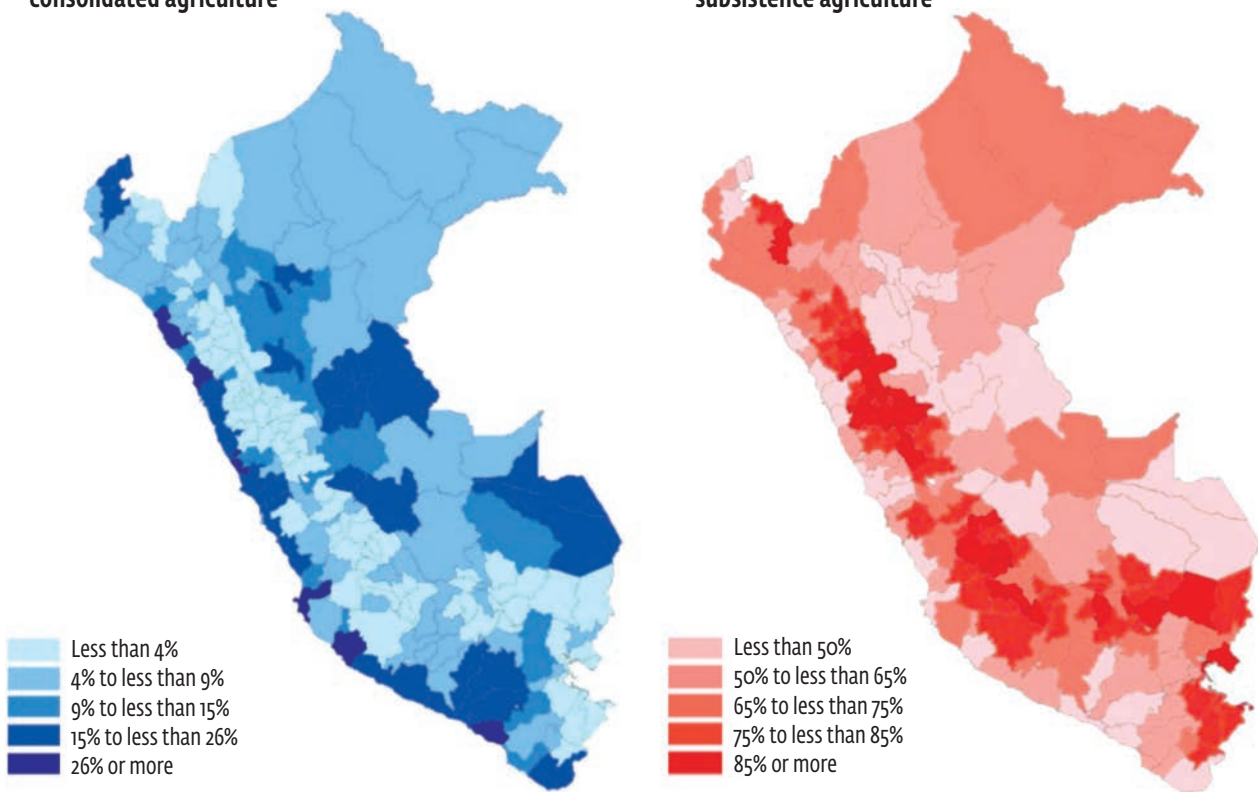 consolidated agriculture
subsistence agriculture
Less than 4%
4% to less than 9%
9% to less than 15%
15% to less than 26%
26% or more
Less than 50%
50% to less than 65%
65% to less than 75%
75% to less than 85%
85% or more